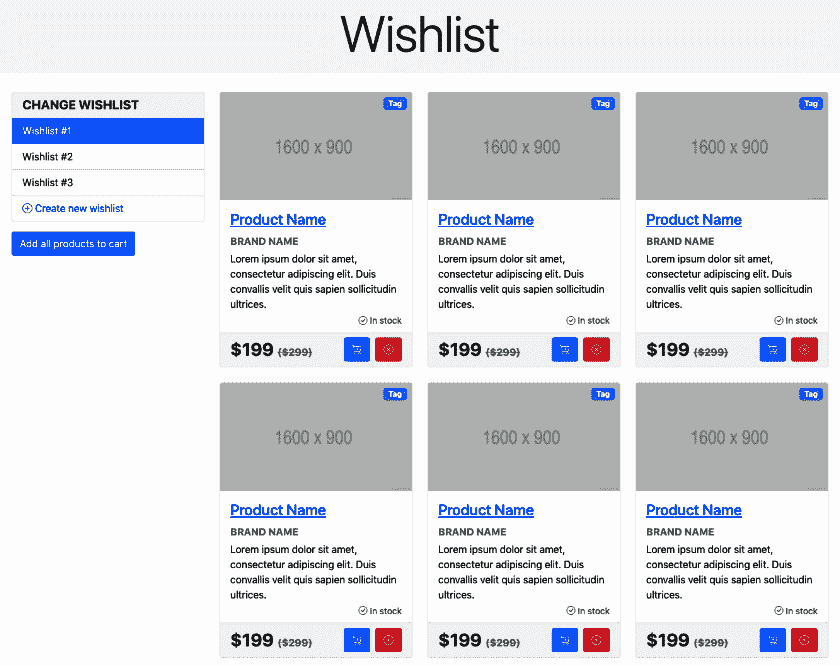 Wishlist
CHANGE WISHLIST
Wishlist #1
Wishlist #2
Wishlist #3
Create new wishlist
Add all products to cart
Tag
1600 x 900
Product Name
BRAND NAME
Lorem ipsum dolor sit amet,
consectetur adipiscing elit. Duis
convallis velit quis sapien sollicitudin
ultrices.
In stock
$199 ($299)
Tag
1600 x 900
Product Name
BRAND NAME
Lorem ipsum dolor sit amet,
consectetur adipiscing elit. Duis
convallis velit quis sapien sollicitudin
ultrices.
In stock
$199 ($299)
Tag
1600 x 900
Product Name
BRAND NAME
Lorem ipsum dolor sit amet,
consectetur adipiscing elit. Duis
convallis velit quis sapien sollicitudin
ultrices.
In stock
$199 ($299)
Tag
1600 x 900
Product Name
BRAND NAME
Lorem ipsum dolor sit amet,
consectetur adipiscing elit. Duis
convallis velit quis sapien sollicitudin
ultrices.
In stock
$199 ($299)
Tag
1600 x 900
Product Name
BRAND NAME
Lorem ipsum dolor sit amet,
consectetur adipiscing elit. Duis
convallis velit quis sapien sollicitudin
ultrices.
In stock
$199 ($299)
Tag
1600 x 900
Product Name
BRAND NAME
Lorem ipsum dolor sit amet,
consectetur adipiscing elit. Duis
convallis velit quis sapien sollicitudin
ultrices.
In stock
$199 ($299)